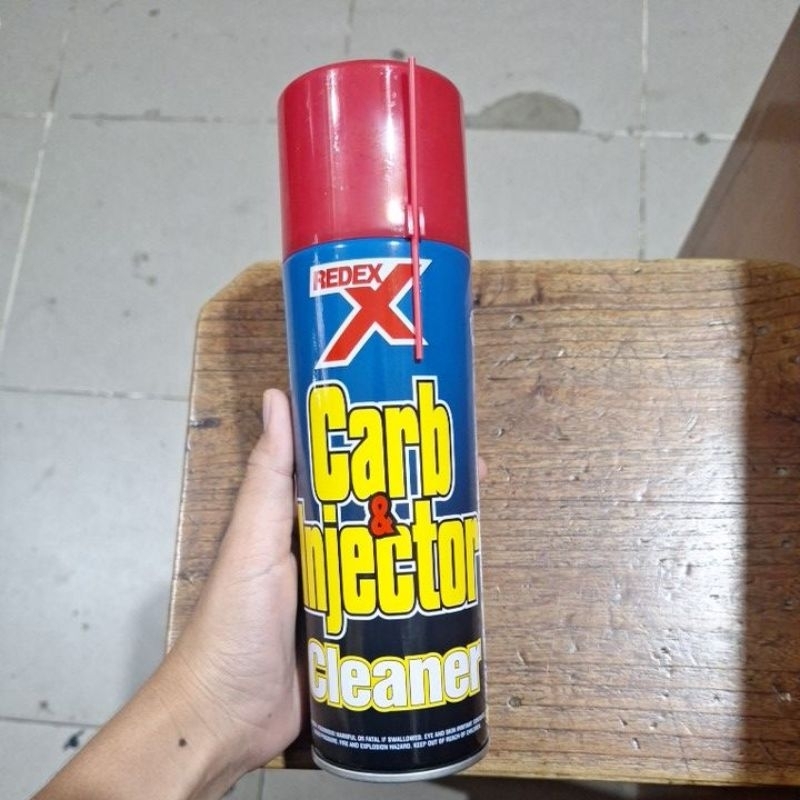 REDEX
X
Carb
&
Injector
Cleaner
HARMFUL OR FATAL IF SWALLOWED. EYE AND SKIN IRRITANT
FIRE AND EXPLOSION HAZARD. KEEP OUT OF REACH OF CHILDREN.